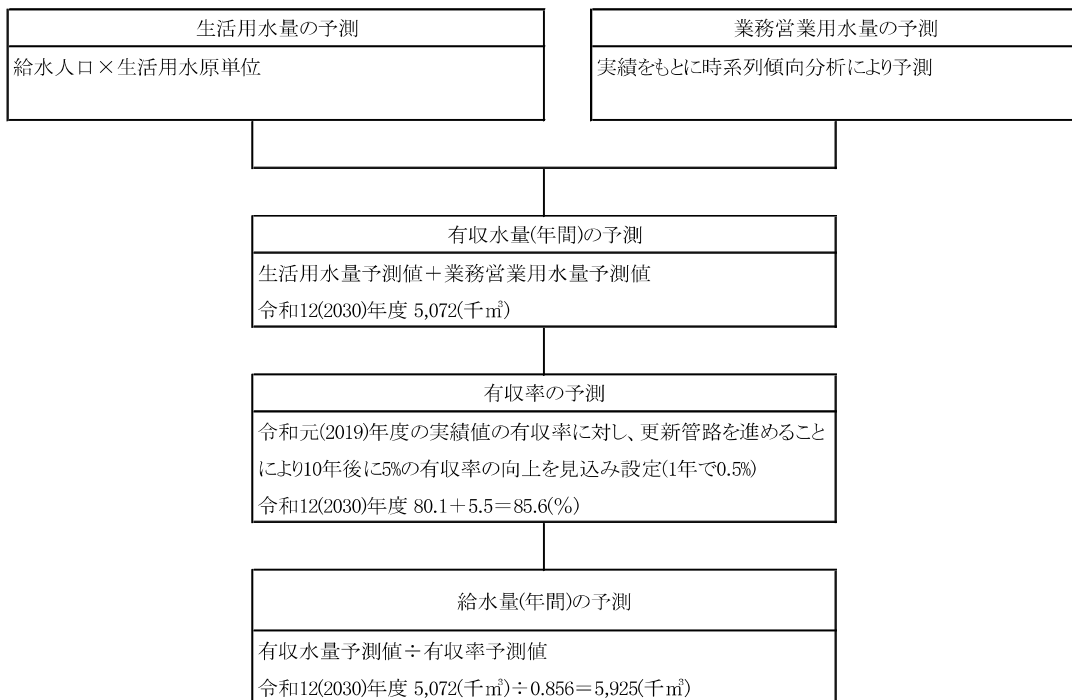 生活用水量の予測
給水人口×生活用水原単位
業務営業用水量の予測
実績をもとに時系列傾向分析により予測
有収水量(年間)の予測
生活用水量予測値＋業務営業用水量予測値
令和12(2030)年度 5,072(千㎥)
有収率の予測
令和元(2019)年度の実績値の有収率に対し、更新管路を進めること
により10年後に5%の有収率の向上を見込み設定(1年で0.5%)
令和12(2030)年度 80.1＋5.5＝85.6(%)
給水量(年間)の予測
有収水量予測値÷有収率予測値
令和12(2030)年度 5,072(千㎥)÷0.856＝5,925(千㎥)